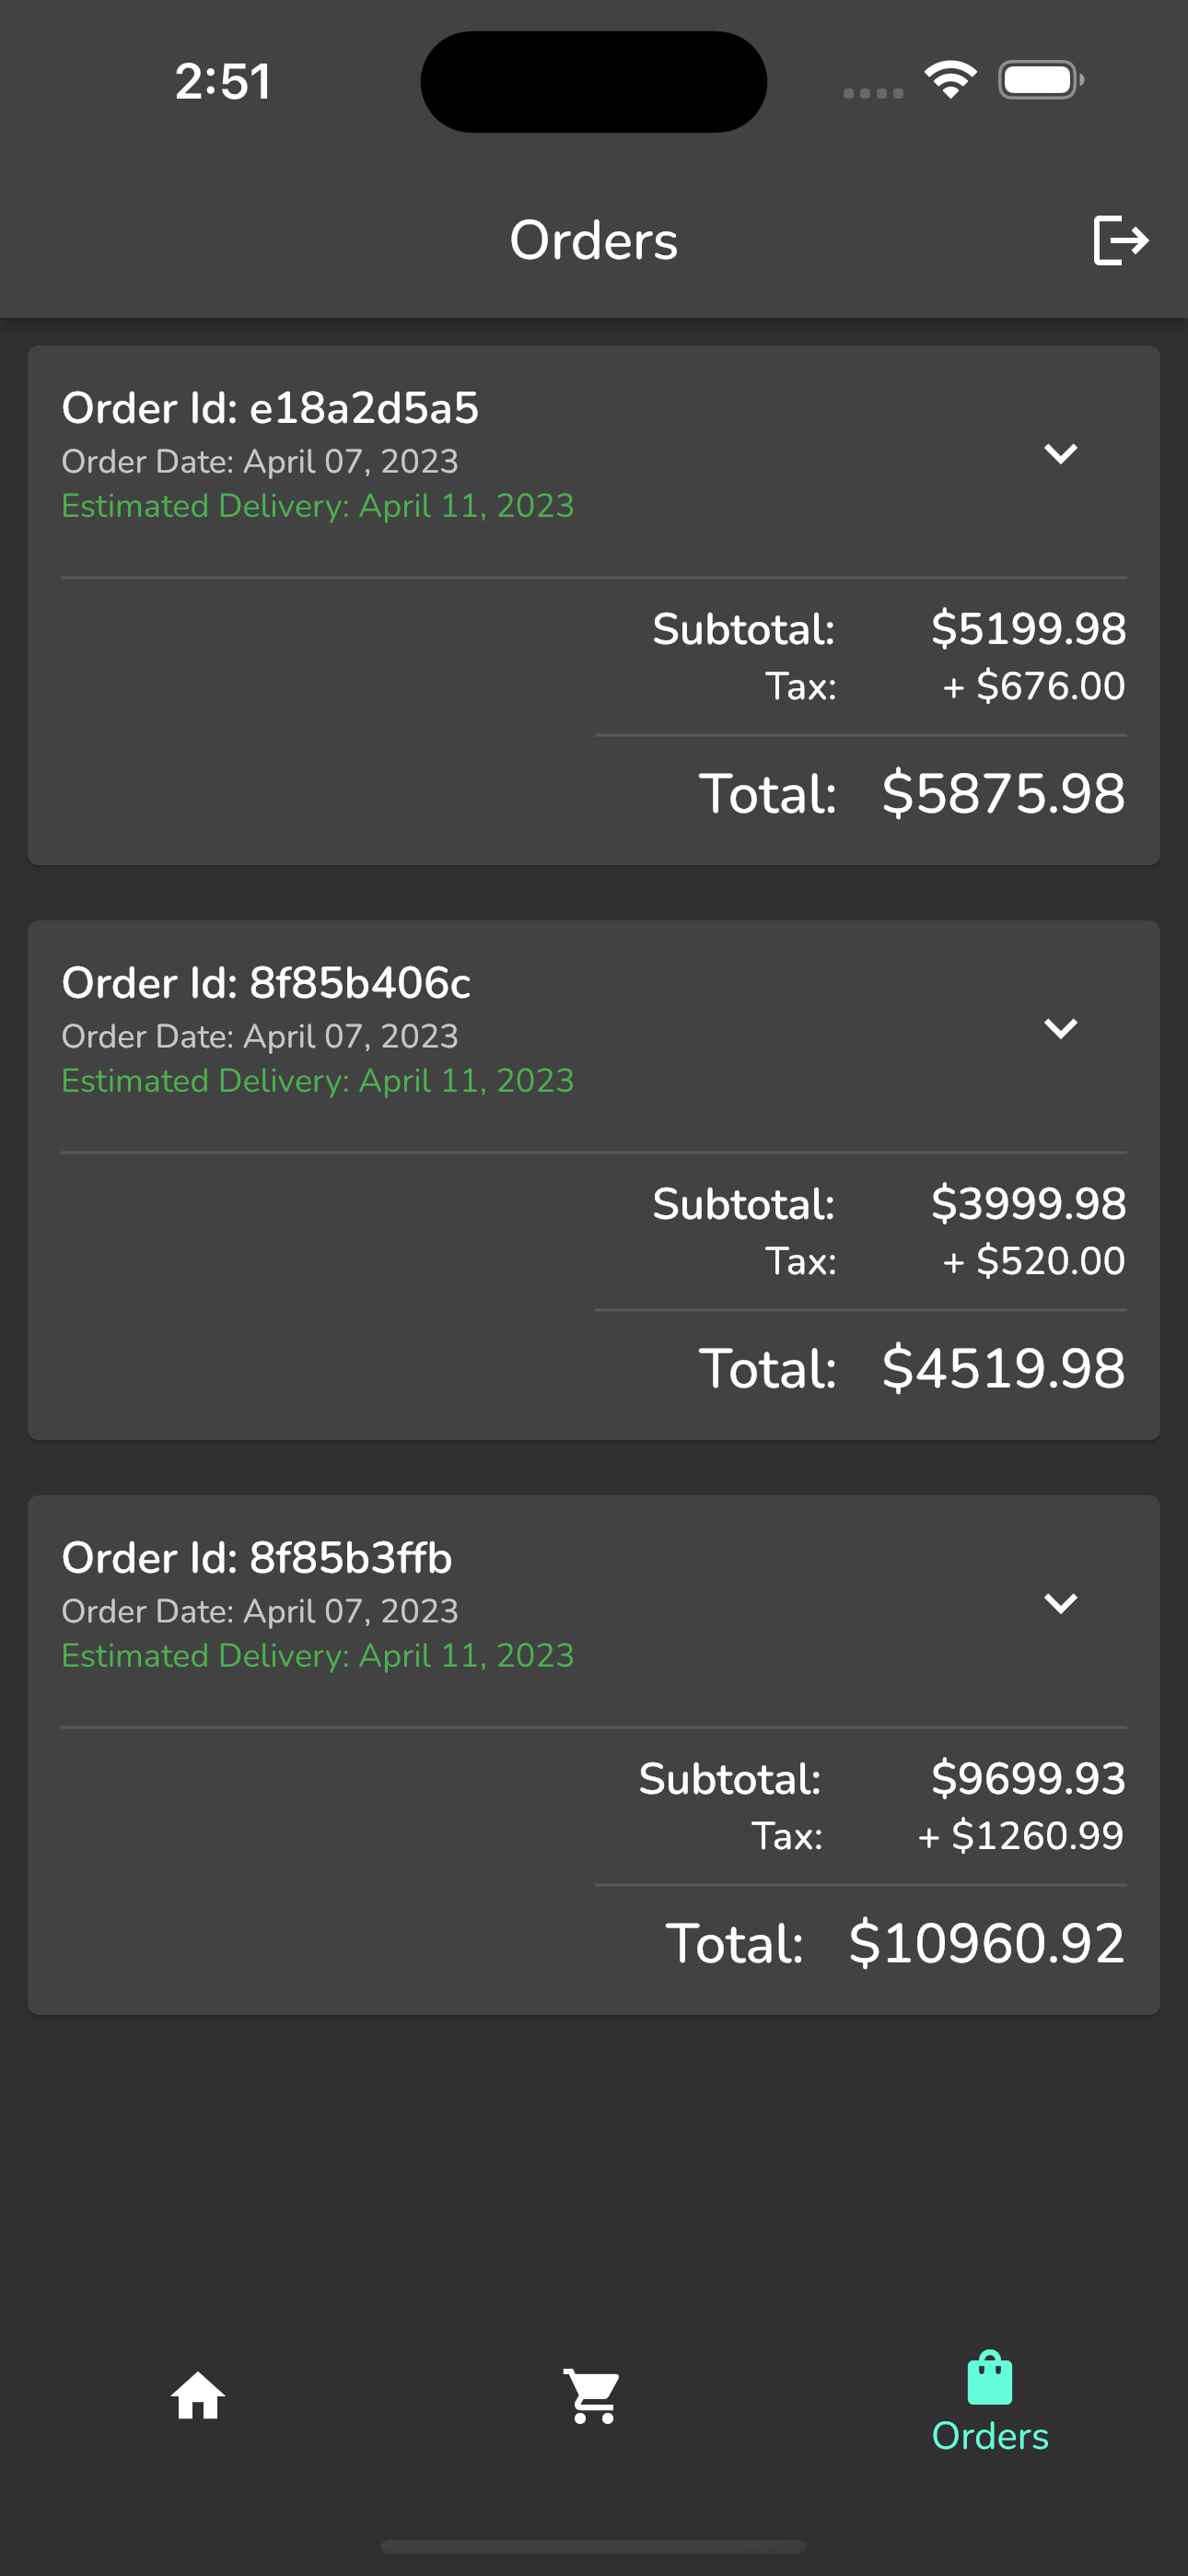 2:51
Orders
Order Id: e18a2d5a5
Order Date: April 07, 2023
Estimated Delivery: April 11, 2023
Subtotal: $5199.98
Tax: + $676.00
Total: $5875.98
Order Id: 8f85b406c
Order Date: April 07, 2023
Estimated Delivery: April 11, 2023
Subtotal: $3999.98
Tax: + $520.00
Total: $4519.98
Order Id: 8f85b3ffb
Order Date: April 07, 2023
Estimated Delivery: April 11, 2023
Subtotal: $9699.93
Tax: + $1260.99
Total: $10960.92
Orders